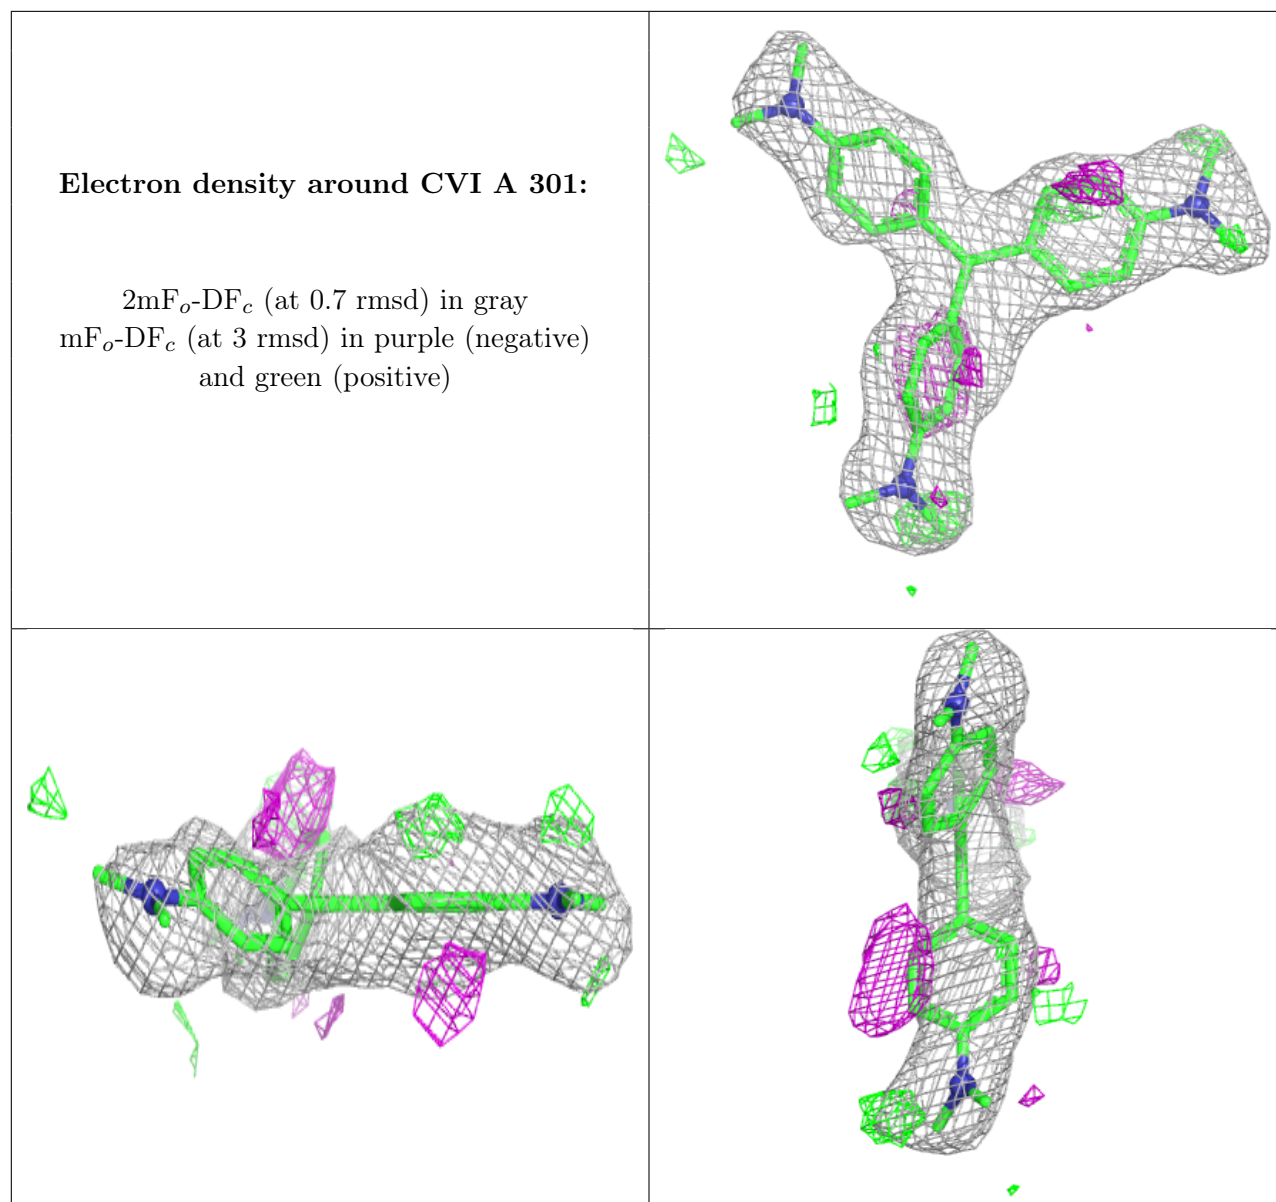 Electron density around CVI A 301:
2mFo-DFc (at 0.7 rmsd) in gray
mFo-DFc (at 3 rmsd) in purple (negative)
and green (positive)